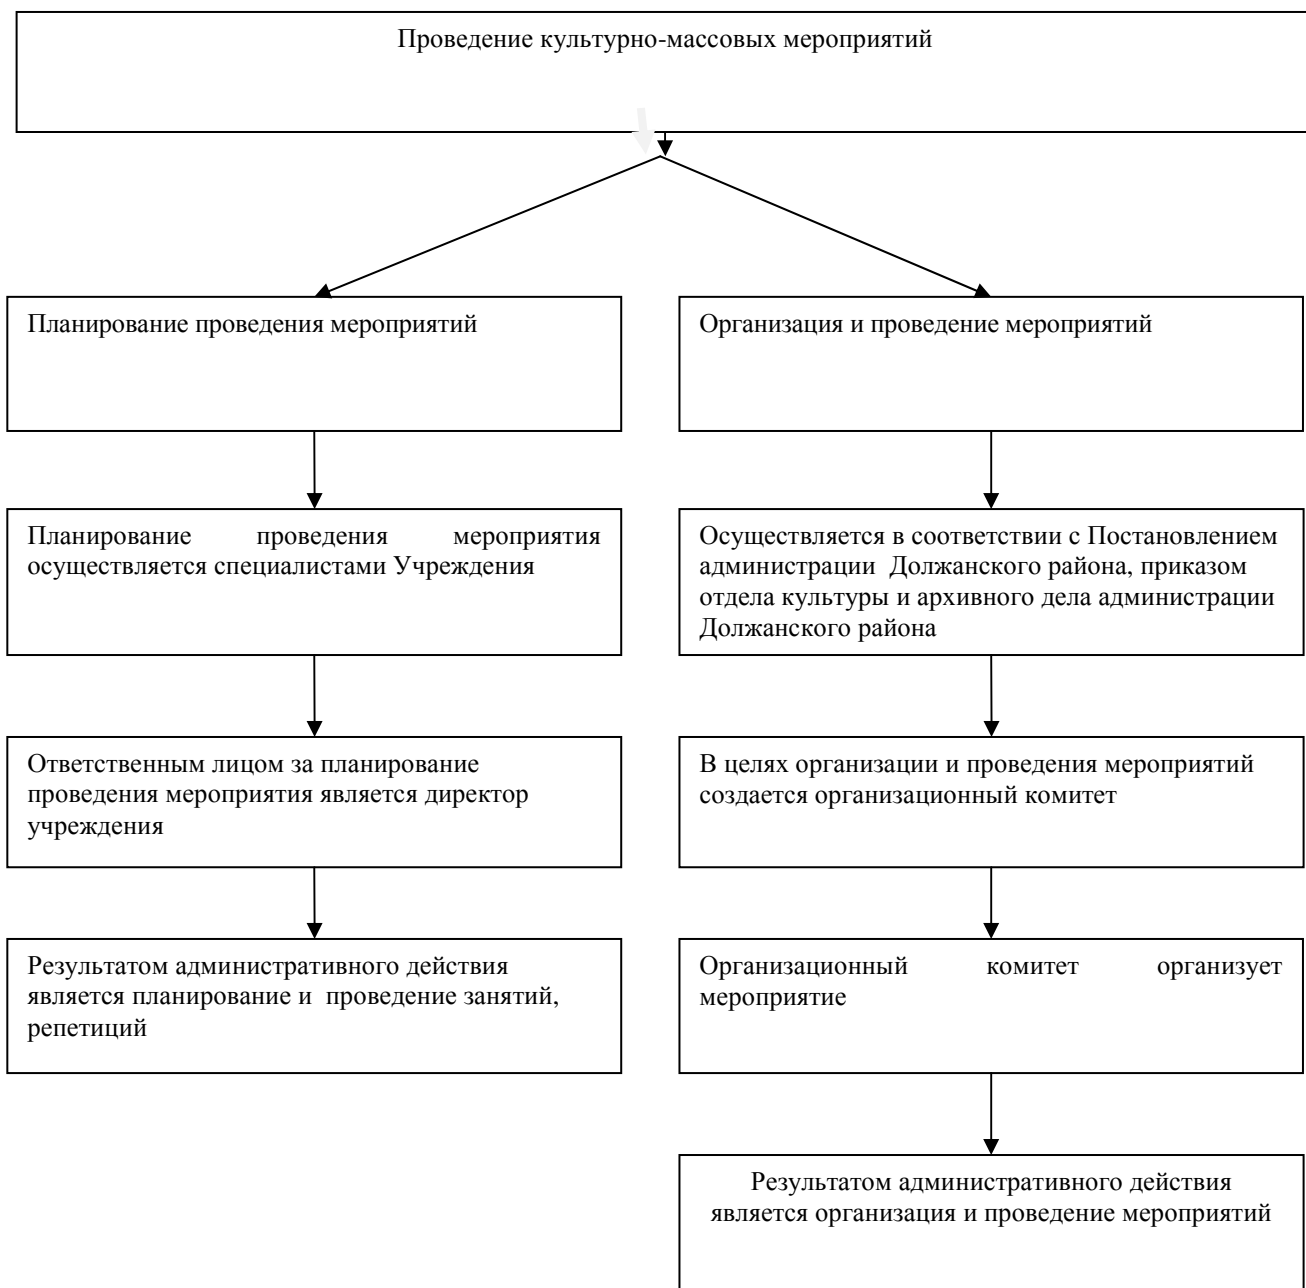 Проведение культурно-массовых мероприятий
Планирование проведения мероприятий
Организация и проведение мероприятий
Планирование проведения мероприятия
осуществляется специалистами Учреждения
Осуществляется в соответствии с Постановлением
администрации Должанского района, приказом
отдела культуры и архивного дела администрации
Должанского района
Ответственным лицом за планирование
проведения мероприятия является директор
учреждения
В целях организации и проведения мероприятий
создается организационный комитет
Результатом административного действия
является планирование и проведение занятий,
репетиций
Организационный комитет организует
мероприятие
Результатом административного действия
является организация и проведение мероприятий